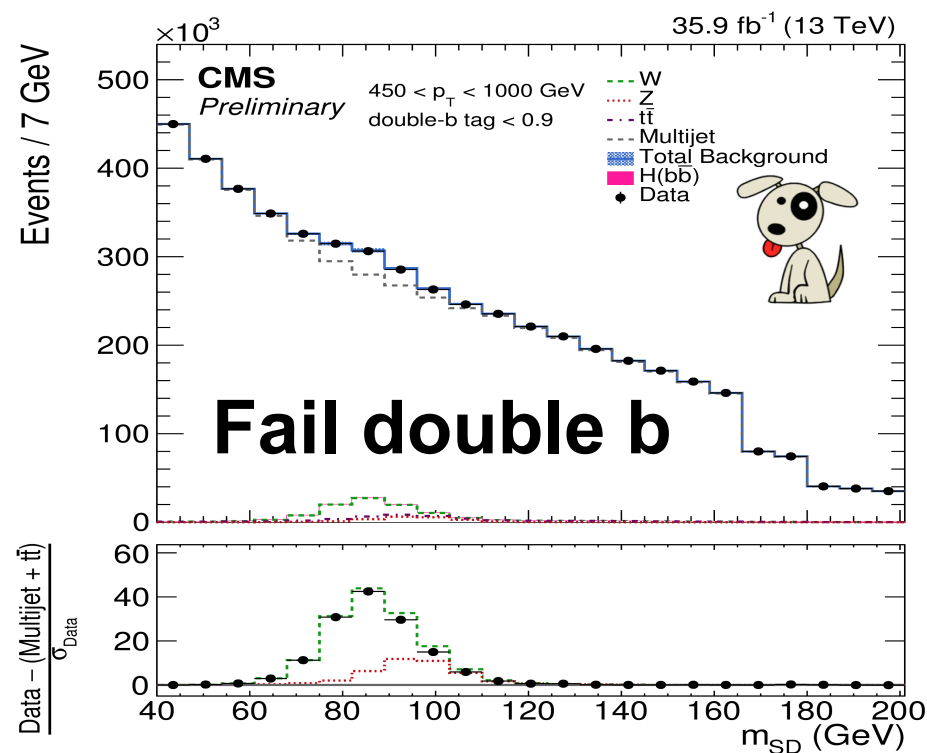 ×10³
35.9 fb⁻¹ (13 TeV)
Events / 7 GeV
500
400
300
200
100
0
CMS
Preliminary
450 < p_T < 1000 GeV
double-b tag < 0.9
W
Z
tt̄
Multijet
Total Background
H(bb̄)
Data
Fail double b
Data − (Multijet + tt̄)
σ̄_Data
60
40
20
0
40 60 80 100 120 140 160 180 200
m_SD (GeV)